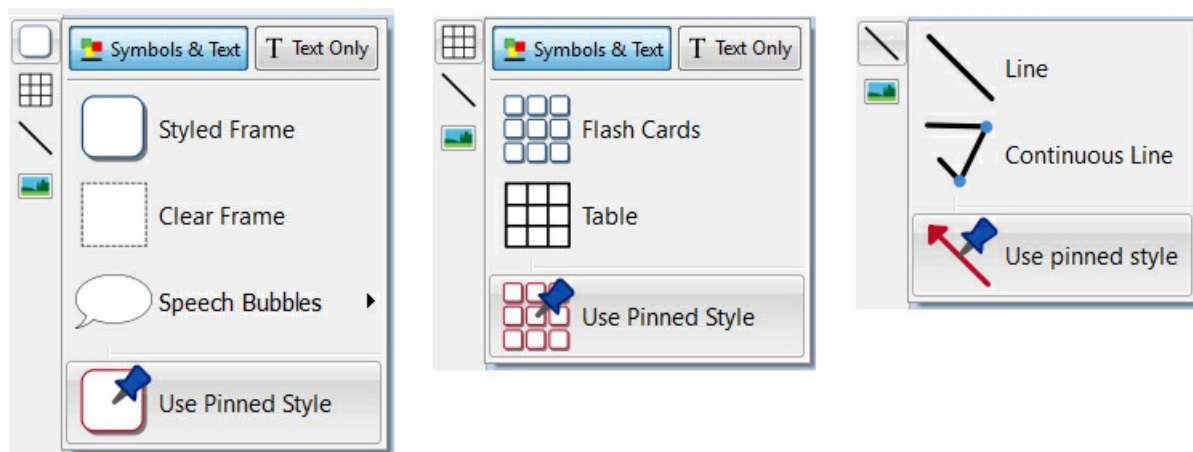 Symbols & Text
T Text Only
Styled Frame
Clear Frame
Speech Bubbles
Use Pinned Style
Symbols & Text
T Text Only
Flash Cards
Table
Use Pinned Style
Line
Continuous Line
Use pinned style